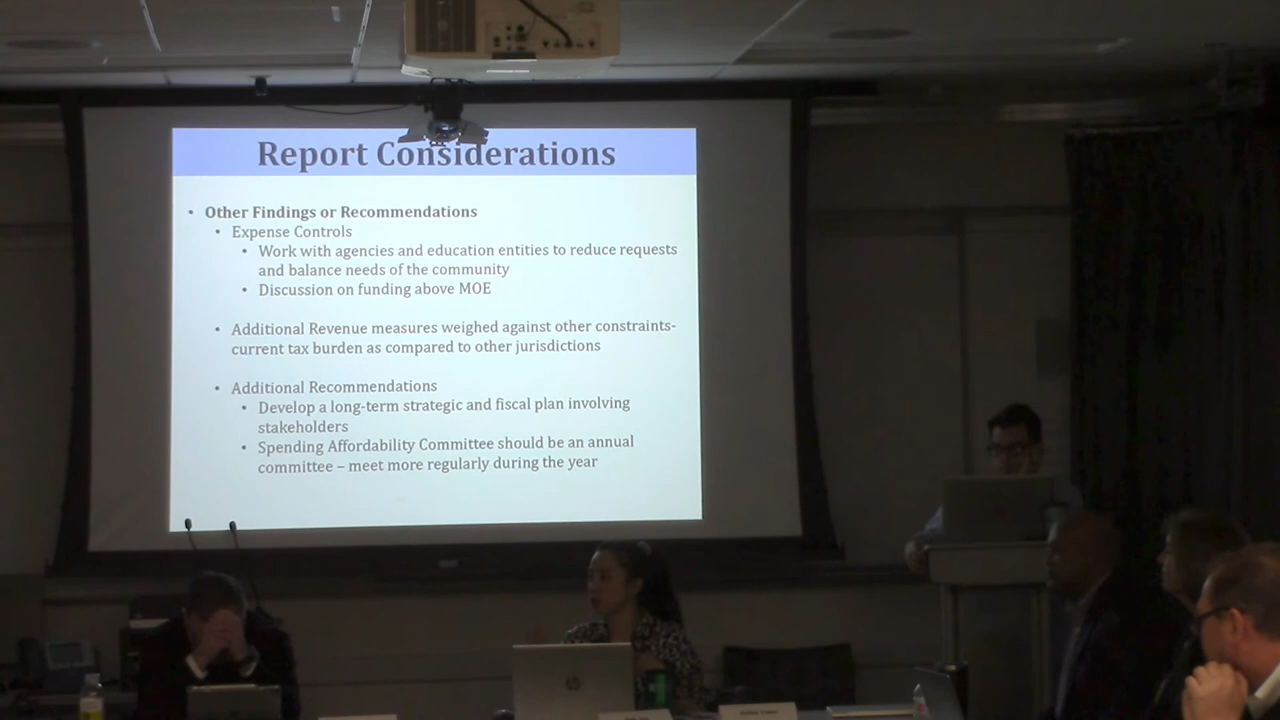 Report Considerations
• Other Findings or Recommendations
• Expense Controls
• Work with agencies and education entities to reduce requests
and balance needs of the community
• Discussion on funding above MOE
• Additional Revenue measures weighed against other constraints-
current tax burden as compared to other jurisdictions
• Additional Recommendations
• Develop a long-term strategic and fiscal plan involving
stakeholders
• Spending Affordability Committee should be an annual
committee – meet more regularly during the year
hp